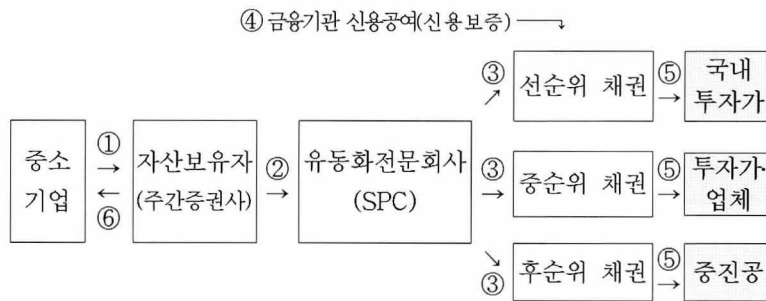 ④ 금융기관 신용공여(신용보증)
③ 선순위 채권 ⑤ 국내
투자가
중소
기업
①
⑥
자산보유자
(주간증권사)
②
유동화전문회사
(SPC)
③ 중순위 채권 ⑤ 투자가·
업체
③ 후순위 채권 ⑤ 중진공